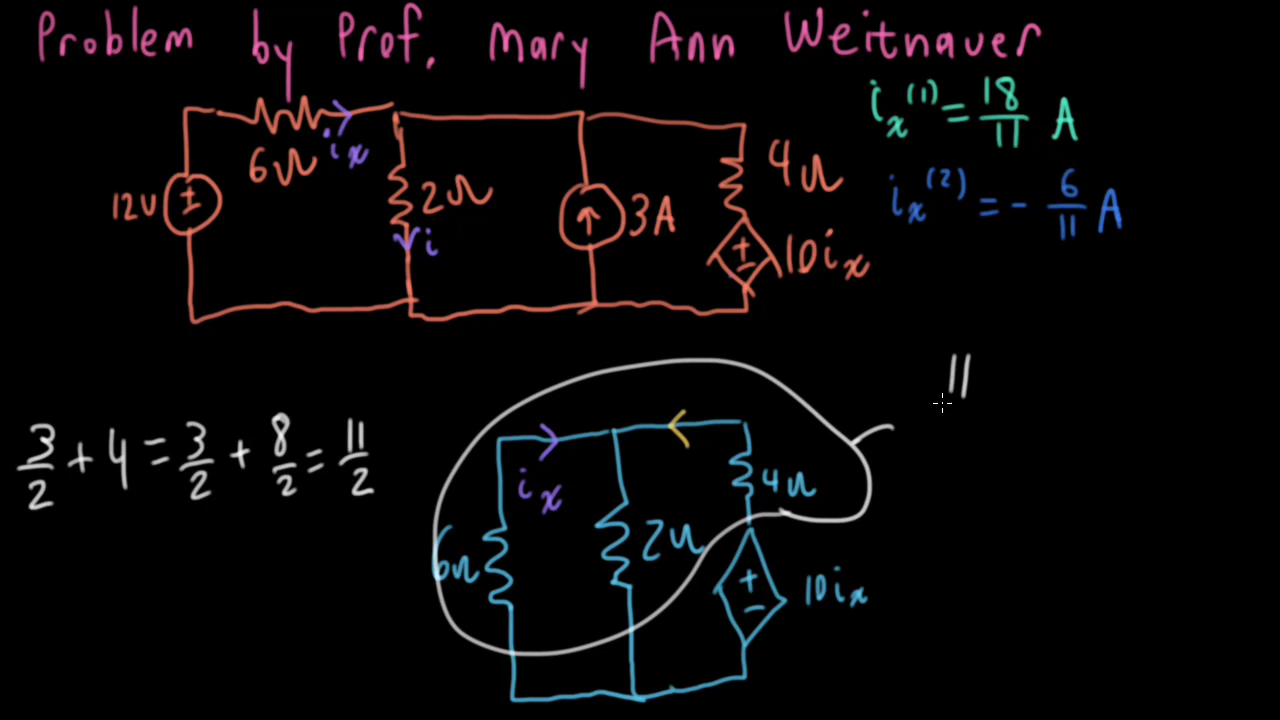 Problem by Prof. Mary Ann Weitnauer
6Ω
ix
12V
2Ω
i
3A
4Ω
10ix
ix(1) = 18/11 A
ix(2) = - 6/11 A
3/2 + 4 = 3/2 + 8/2 = 11/2
11
ix
6Ω
2Ω
4Ω
10ix